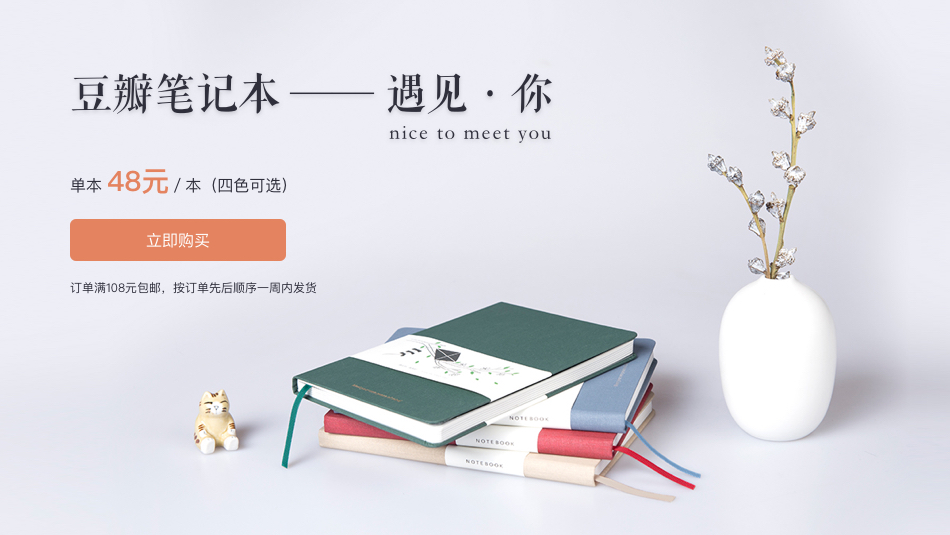 豆瓣笔记本 —— 遇见·你
nice to meet you
单本 48元 / 本（四色可选）
立即购买
订单满108元包邮，按订单先后顺序一周内发货
NOTEBOOK
NOTEBOOK
NOTEBOOK